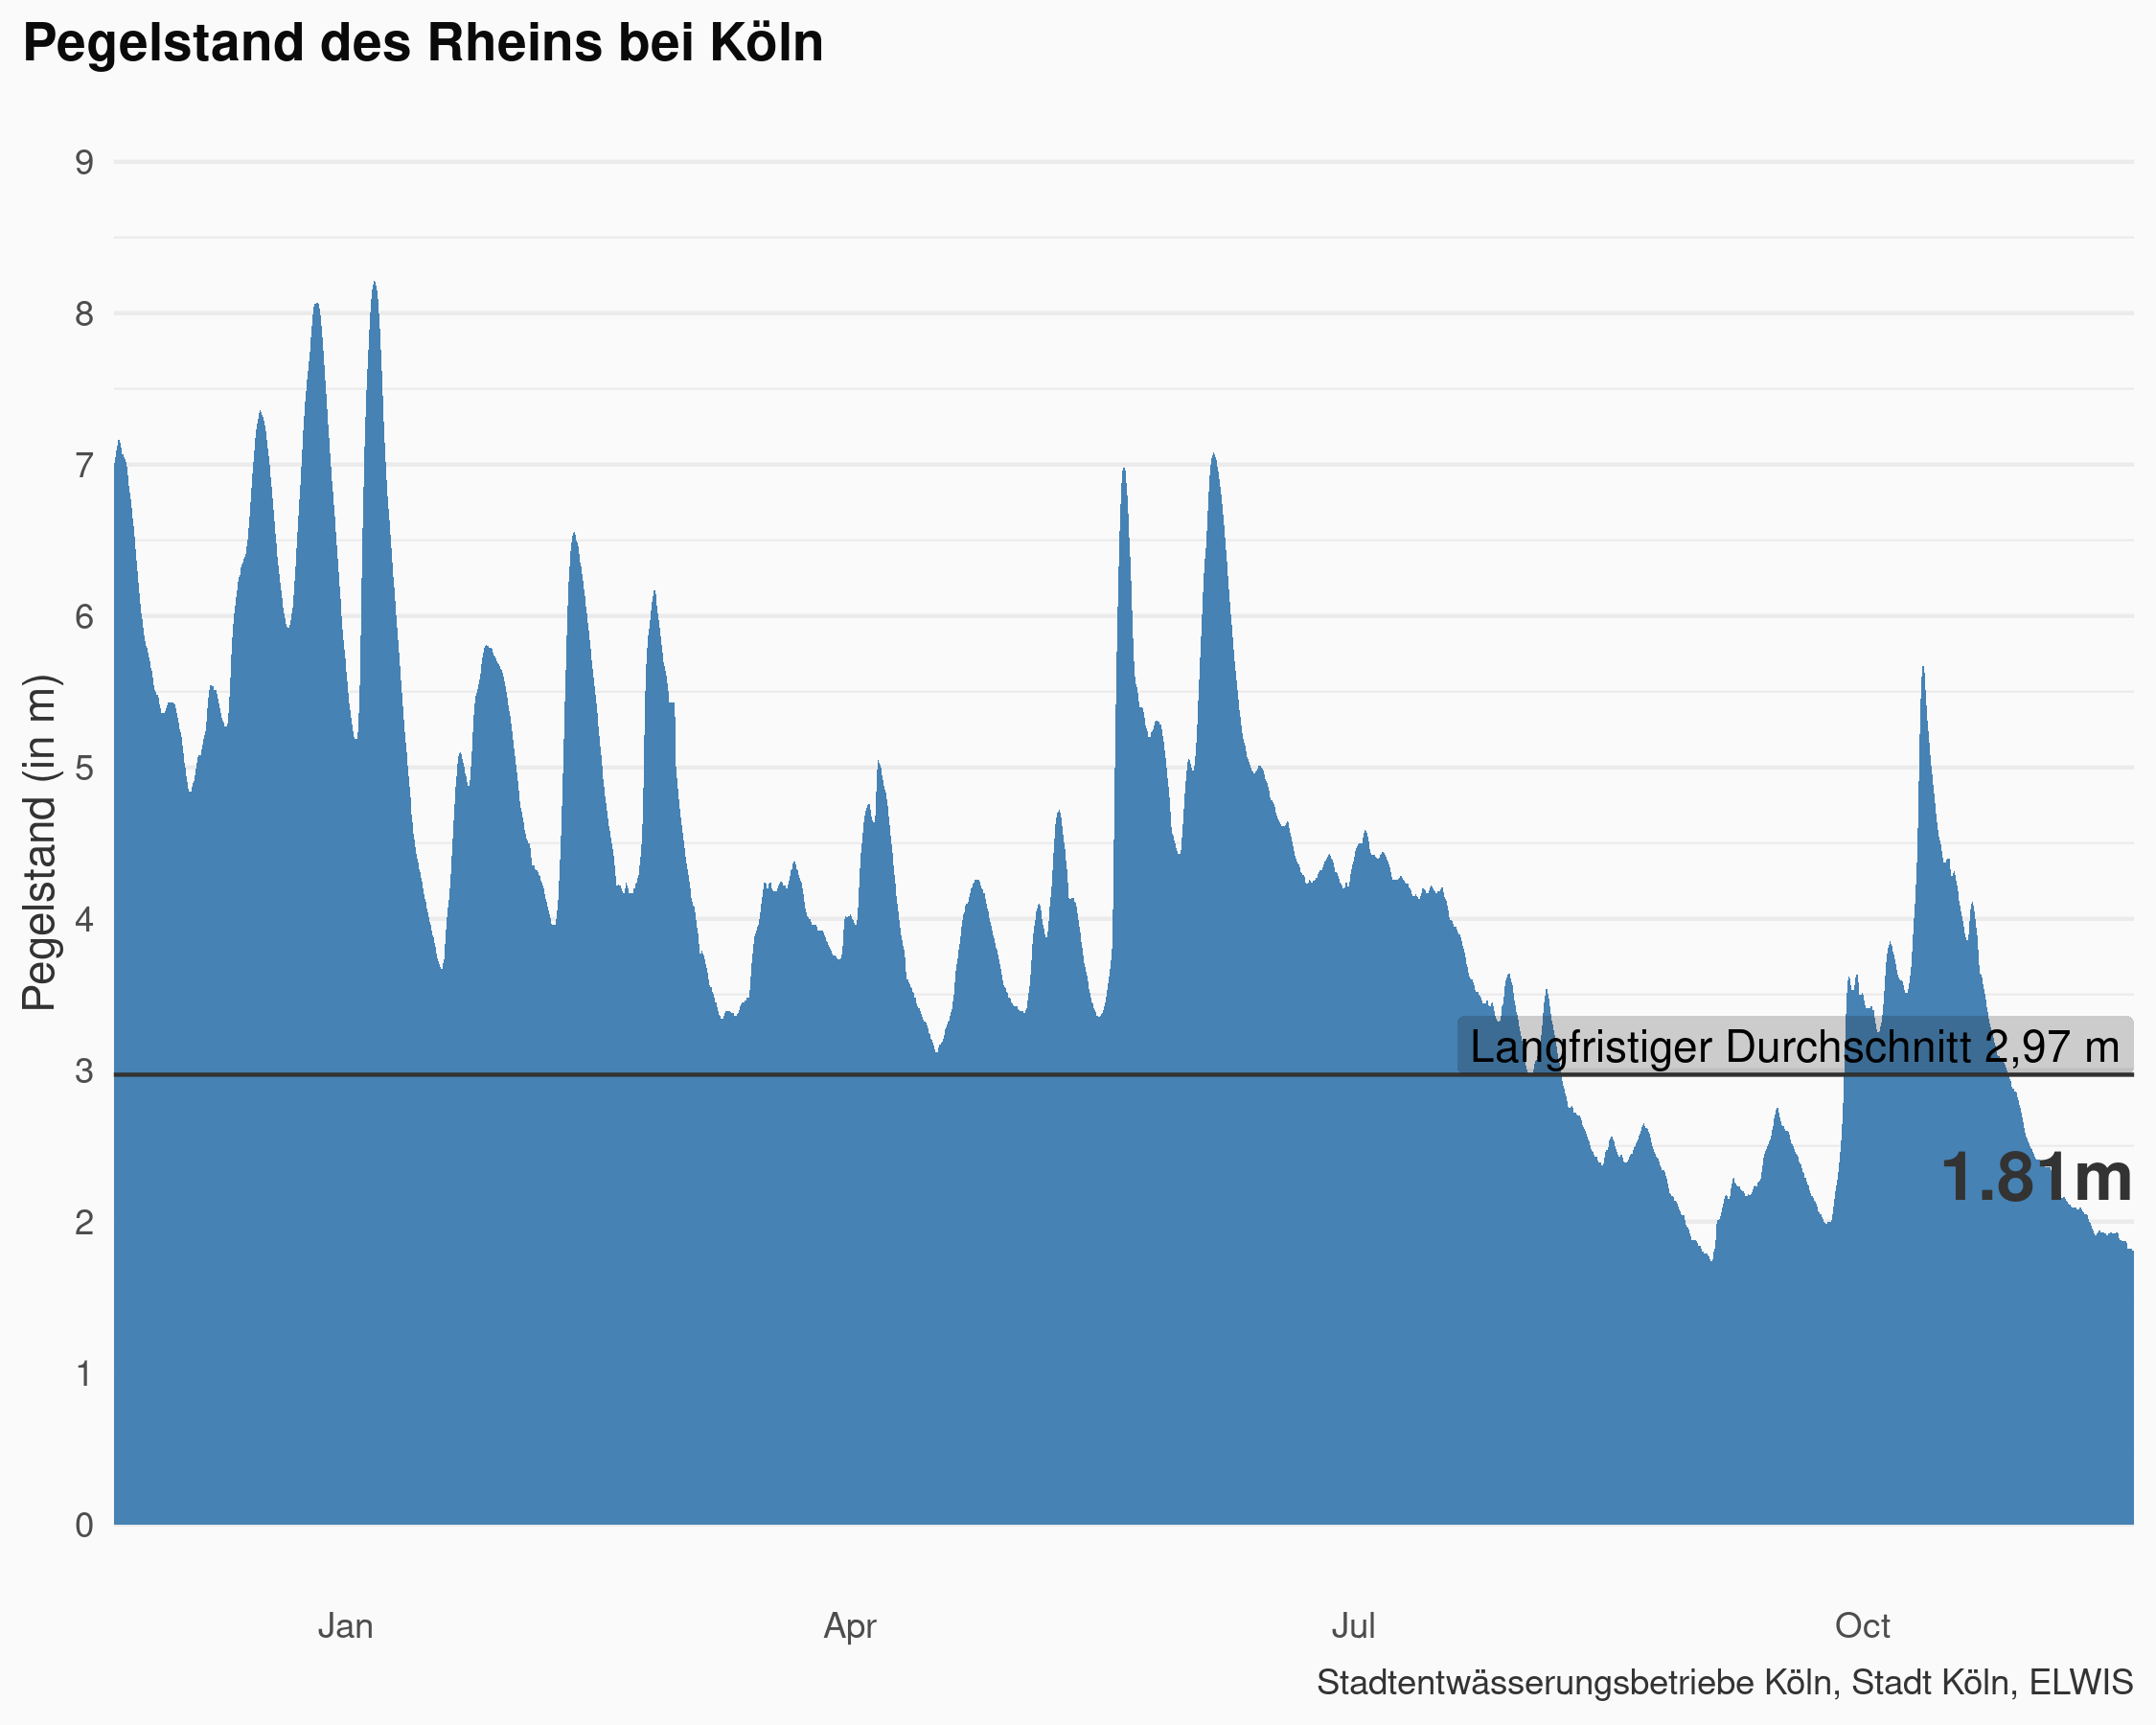 Pegelstand des Rheins bei Köln
Pegelstand (in m)
9
8
7
6
5
4
3
2
1
0
Langfristiger Durchschnitt 2,97 m
1.81m
Jan Apr Jul Oct
Stadtentwässerungsbetriebe Köln, Stadt Köln, ELWIS